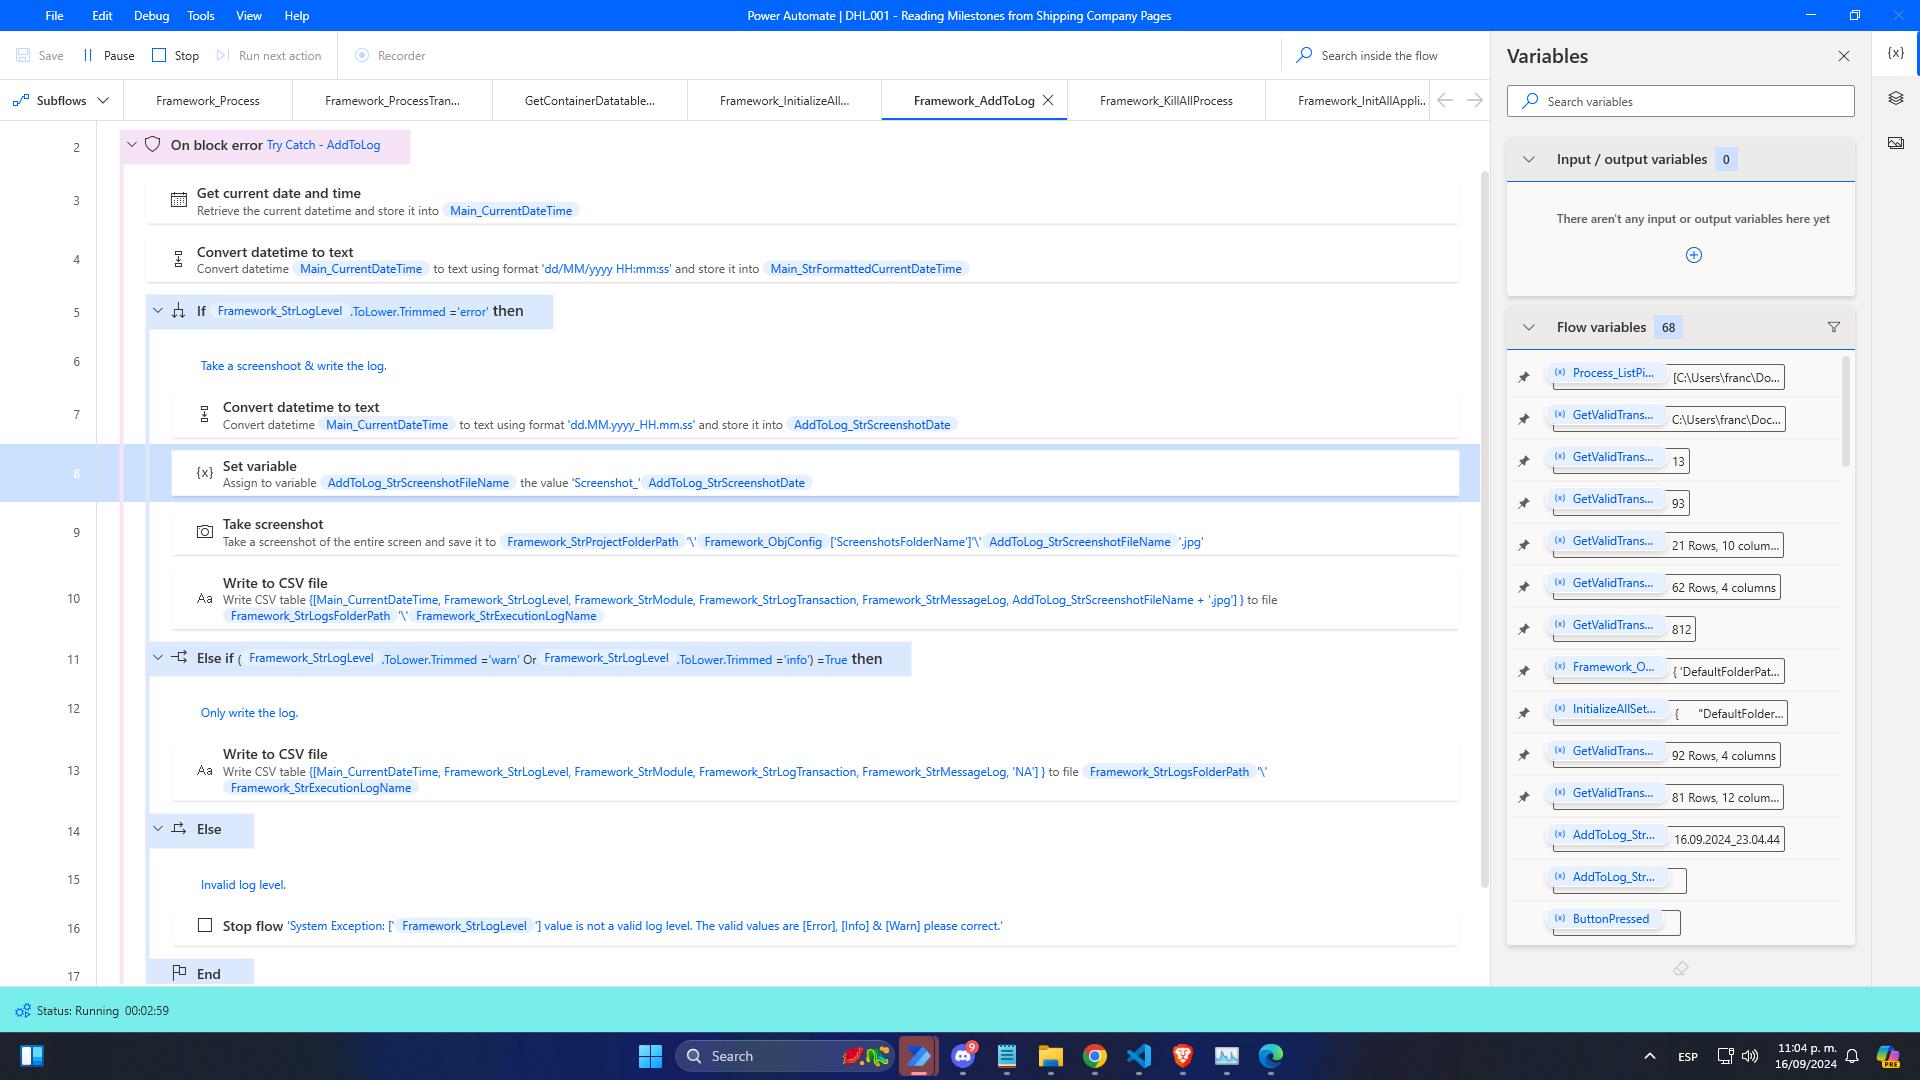 File Edit Debug Tools View Help
Power Automate | DHL.001 - Reading Milestones from Shipping Company Pages
Save Pause Stop Run next action Recorder
Search inside the flow
Subflows Framework_Process Framework_ProcessTran... GetContainerDatatable... Framework_InitializeAll... Framework_AddToLog Framework_KillAllProcess Framework_InitAllAppli...
2 On block error Try Catch - AddToLog
3 Get current date and time
Retrieve the current datetime and store it into Main_CurrentDateTime
4 Convert datetime to text
Convert datetime Main_CurrentDateTime to text using format 'dd/MM/yyyy HH:mm:ss' and store it into Main_StrFormattedCurrentDateTime
5 If Framework_StrLogLevel .ToLower.Trimmed ='error' then
6 Take a screenshoot & write the log.
7 Convert datetime to text
Convert datetime Main_CurrentDateTime to text using format 'dd.MM.yyyy_HH.mm.ss' and store it into AddToLog_StrScreenshotDate
8 {x} Set variable
Assign to variable AddToLog_StrScreenshotFileName the value 'Screenshot_' AddToLog_StrScreenshotDate
9 Take screenshot
Take a screenshot of the entire screen and save it to Framework_StrProjectFolderPath '\' Framework_ObjConfig ['ScreenshotsFolderName']'\' AddToLog_StrScreenshotFileName '.jpg'
10 Aa Write to CSV file
Write CSV table {[Main_CurrentDateTime, Framework_StrLogLevel, Framework_StrModule, Framework_StrLogTransaction, Framework_StrMessageLog, AddToLog_StrScreenshotFileName + '.jpg'] } to file
Framework_StrLogsFolderPath '\' Framework_StrExecutionLogName
11 Else if ( Framework_StrLogLevel .ToLower.Trimmed ='warn' Or Framework_StrLogLevel .ToLower.Trimmed ='info') =True then
12 Only write the log.
13 Aa Write to CSV file
Write CSV table {[Main_CurrentDateTime, Framework_StrLogLevel, Framework_StrModule, Framework_StrLogTransaction, Framework_StrMessageLog, 'NA'] } to file Framework_StrLogsFolderPath '\'
Framework_StrExecutionLogName
14 Else
15 Invalid log level.
16 Stop flow 'System Exception: [' Framework_StrLogLevel '] value is not a valid log level. The valid values are [Error], [Info] & [Warn] please correct.'
17 End
Variables
{x}
Search variables
Input / output variables 0
There aren't any input or output variables here yet
Flow variables 68
(x) Process_ListPi... [C:\Users\franc\Do...
(x) GetValidTrans... C:\Users\franc\Doc...
(x) GetValidTrans... 13
(x) GetValidTrans... 93
(x) GetValidTrans... 21 Rows, 10 colum...
(x) GetValidTrans... 62 Rows, 4 columns
(x) GetValidTrans... 812
(x) Framework_O... { 'DefaultFolderPat...
(x) InitializeAllSet... { "DefaultFolder...
(x) GetValidTrans... 92 Rows, 4 columns
(x) GetValidTrans... 81 Rows, 12 colum...
(x) AddToLog_Str... 16.09.2024_23.04.44
(x) AddToLog_Str...
(x) ButtonPressed
Status: Running 00:02:59
Search
9
ESP
11:04 p. m.
16/09/2024
PRE